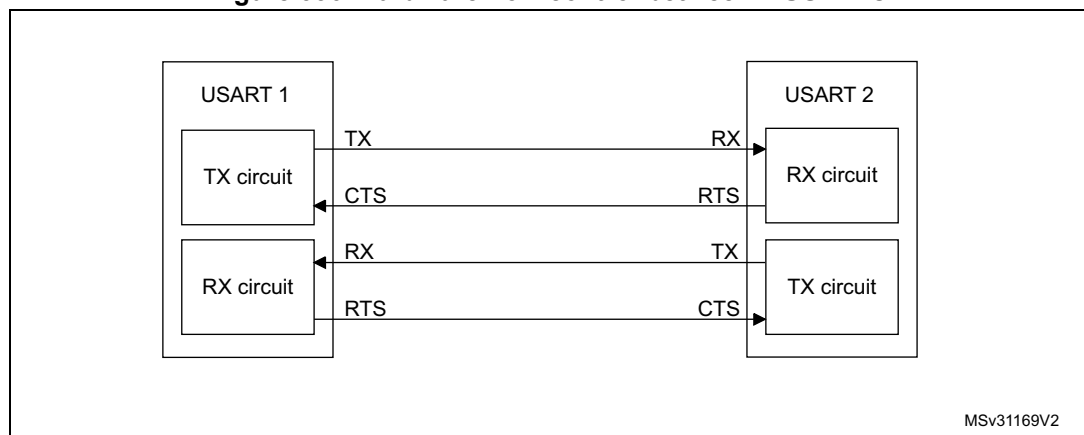 USART 1
USART 2
TX circuit
TX
RX
RX circuit
CTS
RTS
RX circuit
RX
TX
TX circuit
RTS
CTS
MSv31169V2